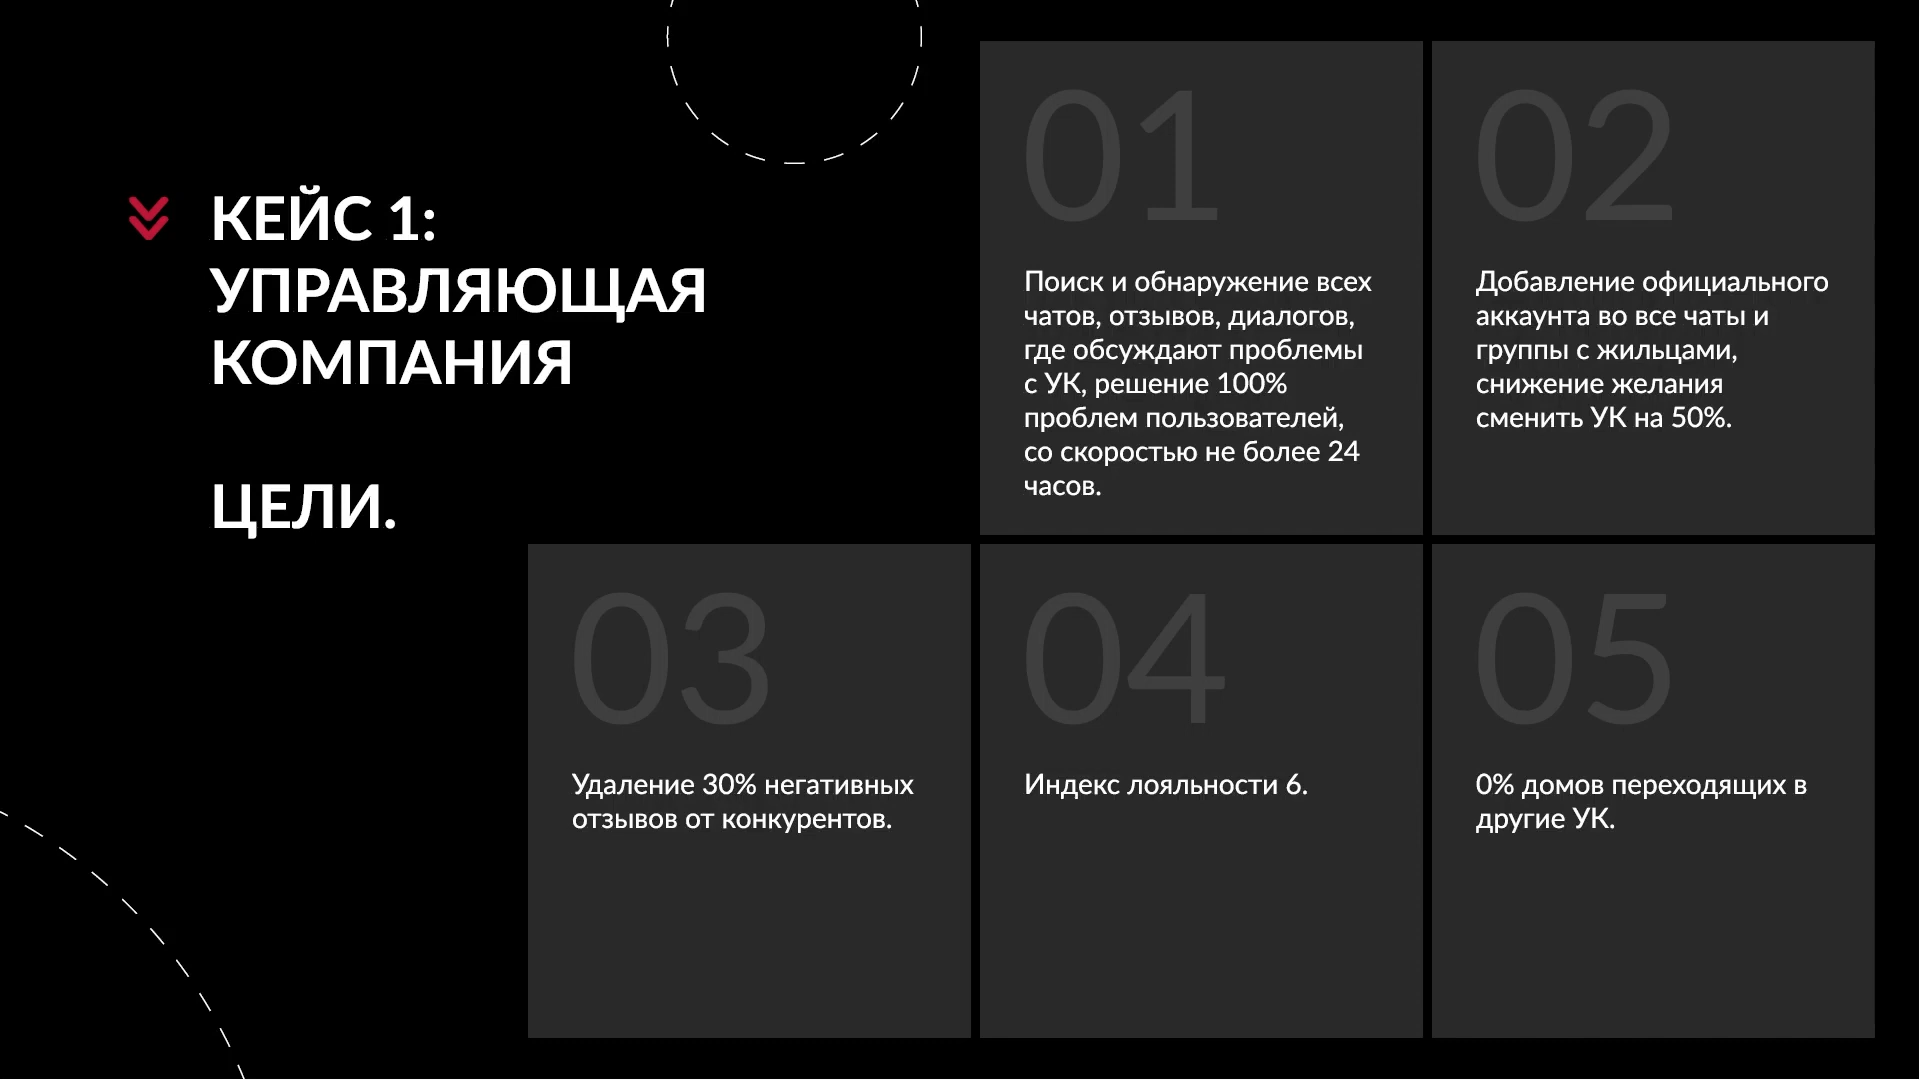 КЕЙС 1:
УПРАВЛЯЮЩАЯ
КОМПАНИЯ
ЦЕЛИ.
01
Поиск и обнаружение всех
чатов, отзывов, диалогов,
где обсуждают проблемы
с УК, решение 100%
проблем пользователей,
со скоростью не более 24
часов.
02
Добавление официального
аккаунта во все чаты и
группы с жильцами,
снижение желания
сменить УК на 50%.
03
Удаление 30% негативных
отзывов от конкурентов.
04
Индекс лояльности 6.
05
0% домов переходящих в
другие УК.